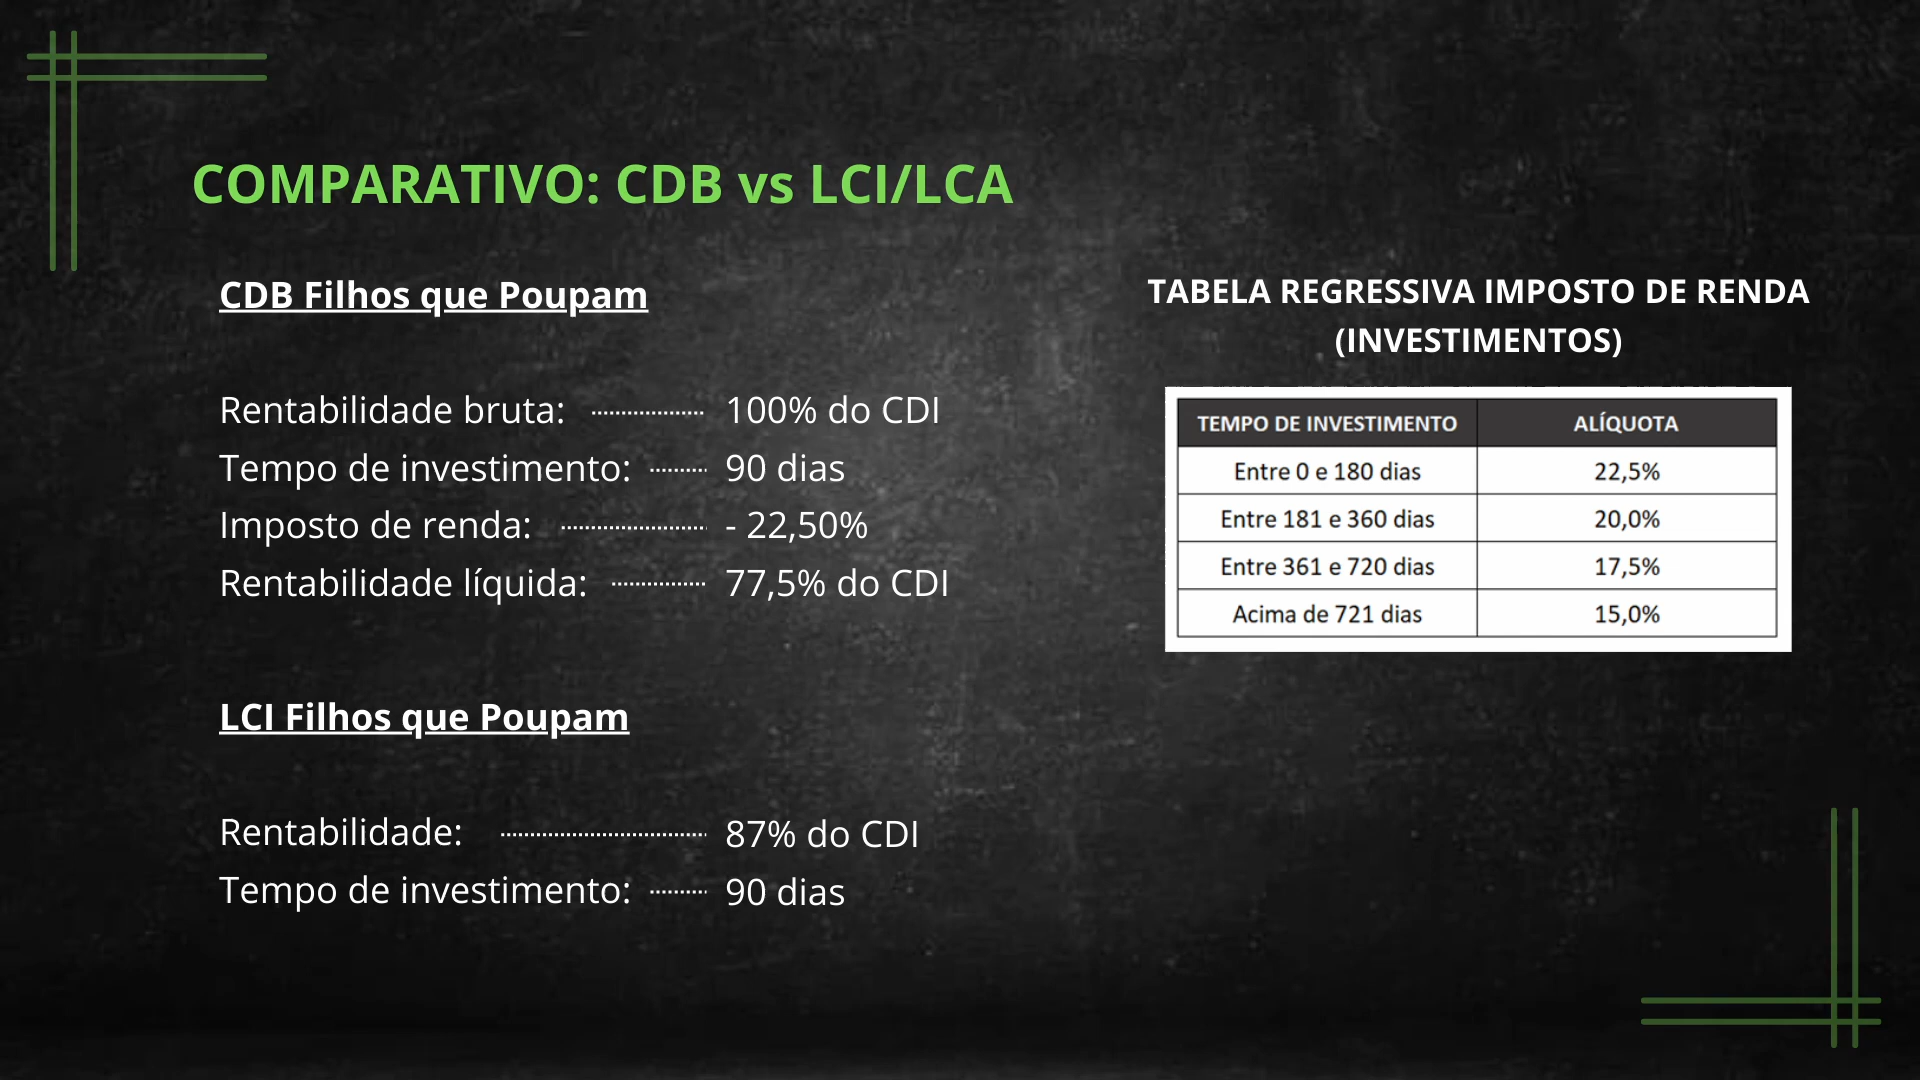 COMPARATIVO: CDB vs LCI/LCA
CDB Filhos que Poupam
Rentabilidade bruta: 100% do CDI
Tempo de investimento: 90 dias
Imposto de renda: - 22,50%
Rentabilidade líquida: 77,5% do CDI
LCI Filhos que Poupam
Rentabilidade: 87% do CDI
Tempo de investimento: 90 dias
TABELA REGRESSIVA IMPOSTO DE RENDA
(INVESTIMENTOS)
TEMPO DE INVESTIMENTO ALÍQUOTA
Entre 0 e 180 dias 22,5%
Entre 181 e 360 dias 20,0%
Entre 361 e 720 dias 17,5%
Acima de 721 dias 15,0%